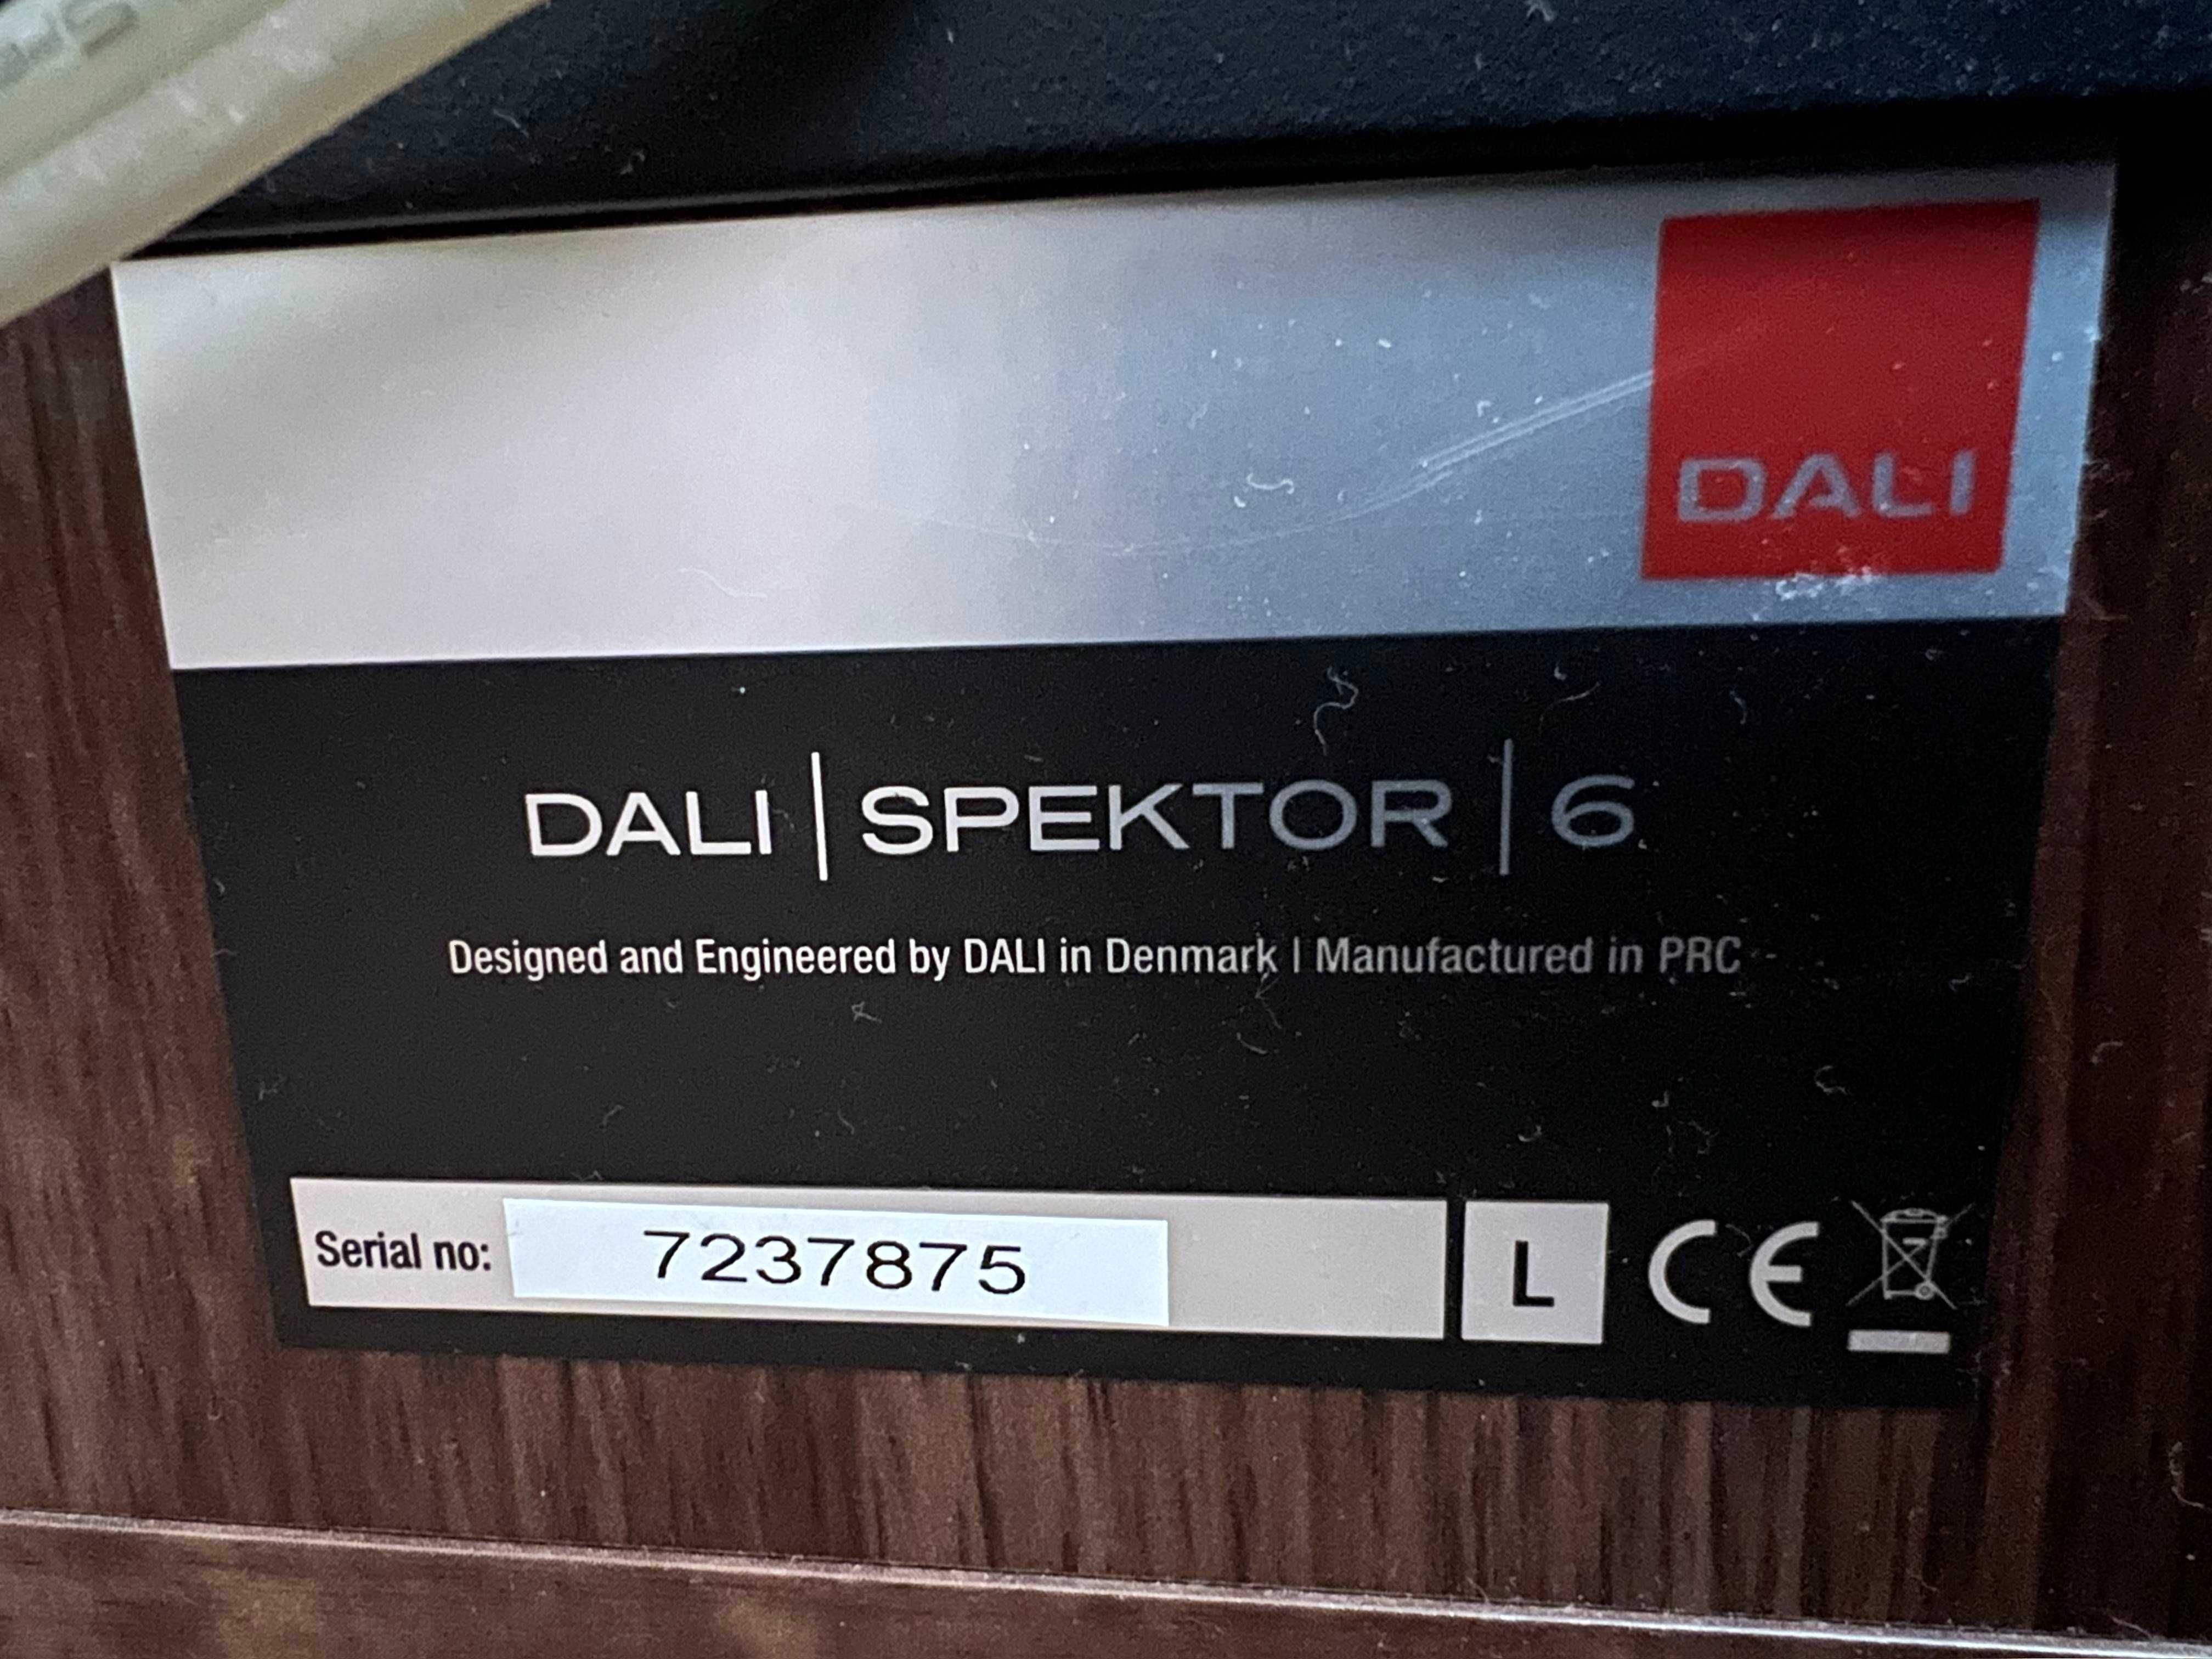 DALI
DALI | SPEKTOR | 6
Designed and Engineered by DALI in Denmark | Manufactured in PRC
Serial no: 7237875 L CE